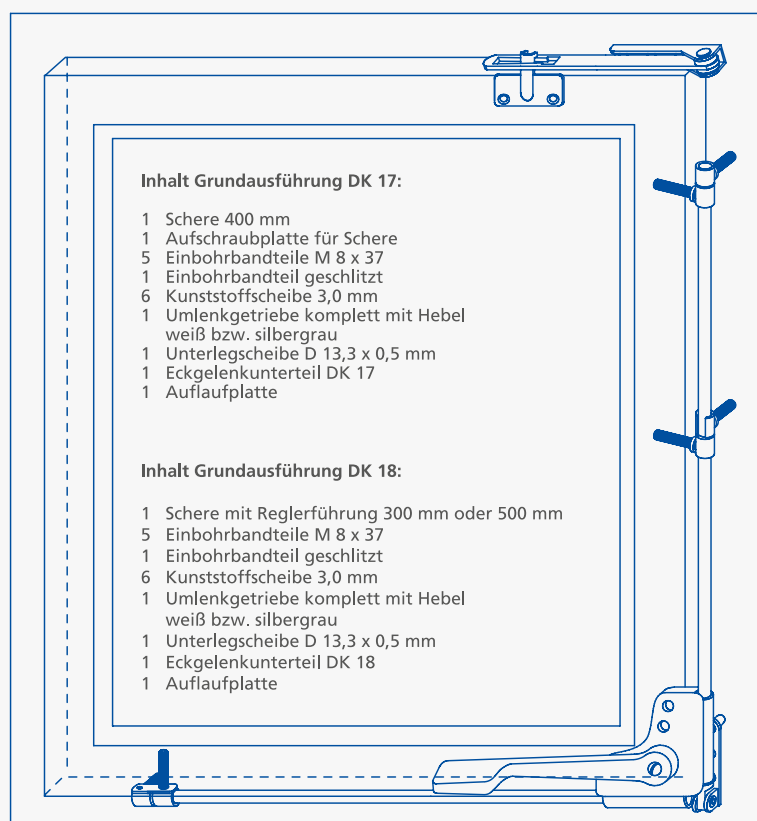 Inhalt Grundausführung DK 17:
1 Schere 400 mm
1 Aufschraubplatte für Schere
5 Einbohrbandteile M 8 x 37
1 Einbohrbandteil geschlitzt
6 Kunststoffscheibe 3,0 mm
1 Umlenkgetriebe komplett mit Hebel
weiß bzw. silbergrau
1 Unterlegscheibe D 13,3 x 0,5 mm
1 Eckgelenkunterteil DK 17
1 Auflaufplatte
Inhalt Grundausführung DK 18:
1 Schere mit Reglerführung 300 mm oder 500 mm
5 Einbohrbandteile M 8 x 37
1 Einbohrbandteil geschlitzt
6 Kunststoffscheibe 3,0 mm
1 Umlenkgetriebe komplett mit Hebel
weiß bzw. silbergrau
1 Unterlegscheibe D 13,3 x 0,5 mm
1 Eckgelenkunterteil DK 18
1 Auflaufplatte